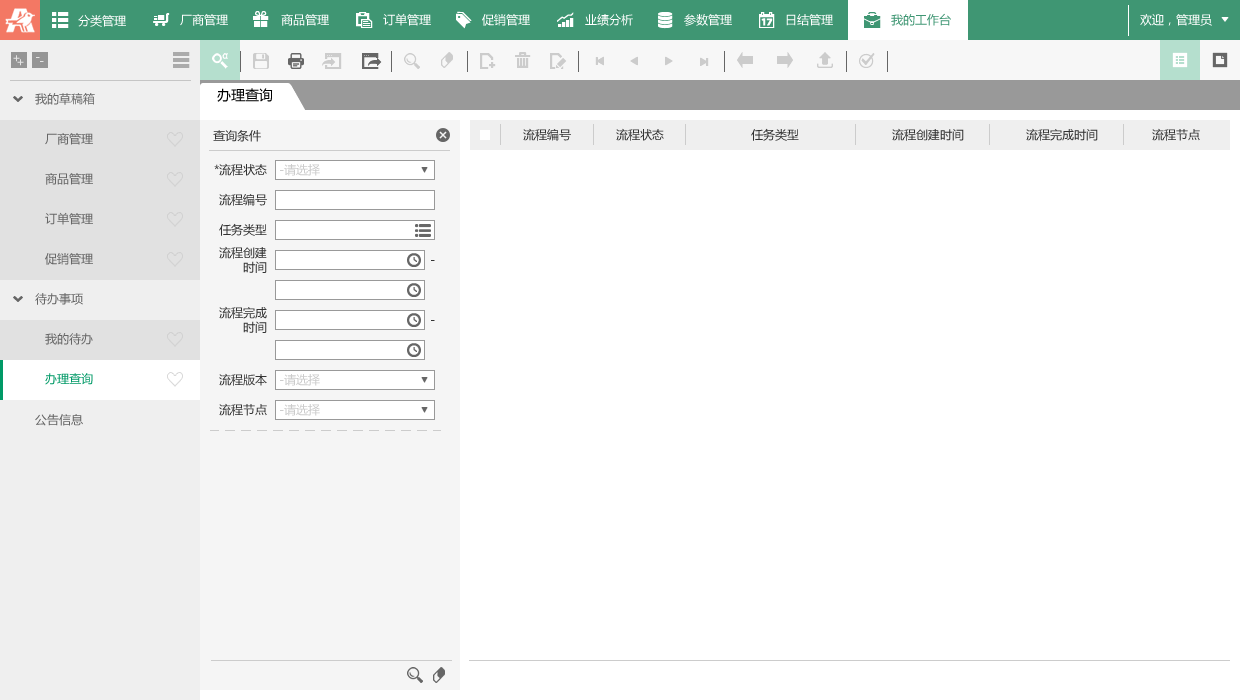 分类管理 厂商管理 商品管理 订单管理 促销管理 业绩分析 参数管理 17 日结管理 我的工作台 欢迎，管理员
我的草稿箱
厂商管理
商品管理
订单管理
促销管理
待办事项
我的待办
办理查询
公告信息
办理查询
查询条件
*流程状态 -请选择
流程编号
任务类型
流程创建
时间 -
流程完成
时间 -
流程版本 -请选择
流程节点 -请选择
流程编号 流程状态 任务类型 流程创建时间 流程完成时间 流程节点